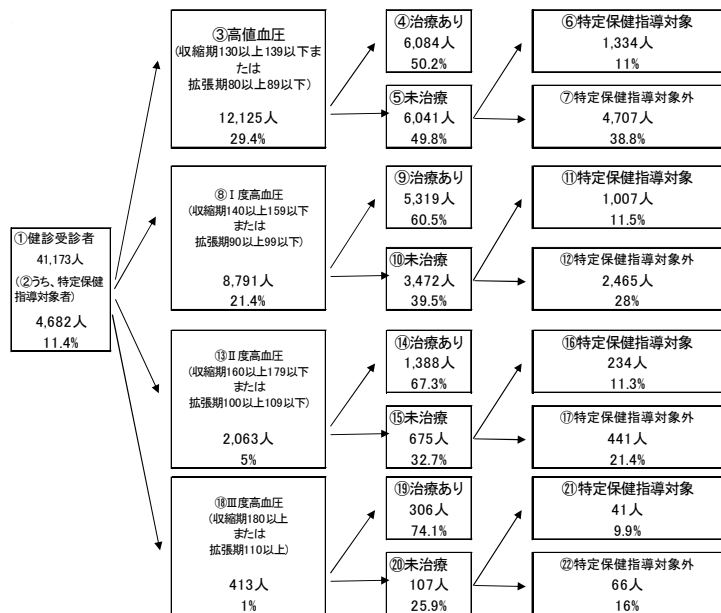 ①健診受診者
41,173人
(②うち、特定保健
指導対象者)
4,682人
11.4%
③高値血圧
(収縮期130以上139以下ま
たは
拡張期80以上89以下)
12,125人
29.4%
④治療あり
6,084人
50.2%
⑤未治療
6,041人
49.8%
⑥特定保健指導対象
1,334人
11%
⑦特定保健指導対象外
4,707人
38.8%
⑧Ⅰ度高血圧
(収縮期140以上159以下
または
拡張期90以上99以下)
8,791人
21.4%
⑨治療あり
5,319人
60.5%
⑩未治療
3,472人
39.5%
⑪特定保健指導対象
1,007人
11.5%
⑫特定保健指導対象外
2,465人
28%
⑬Ⅱ度高血圧
(収縮期160以上179以下
または
拡張期100以上109以下)
2,063人
5%
⑭治療あり
1,388人
67.3%
⑮未治療
675人
32.7%
⑯特定保健指導対象
234人
11.3%
⑰特定保健指導対象外
441人
21.4%
⑱Ⅲ度高血圧
(収縮期180以上
または
拡張期110以上)
413人
1%
⑲治療あり
306人
74.1%
⑳未治療
107人
25.9%
㉑特定保健指導対象
41人
9.9%
㉒特定保健指導対象外
66人
16%